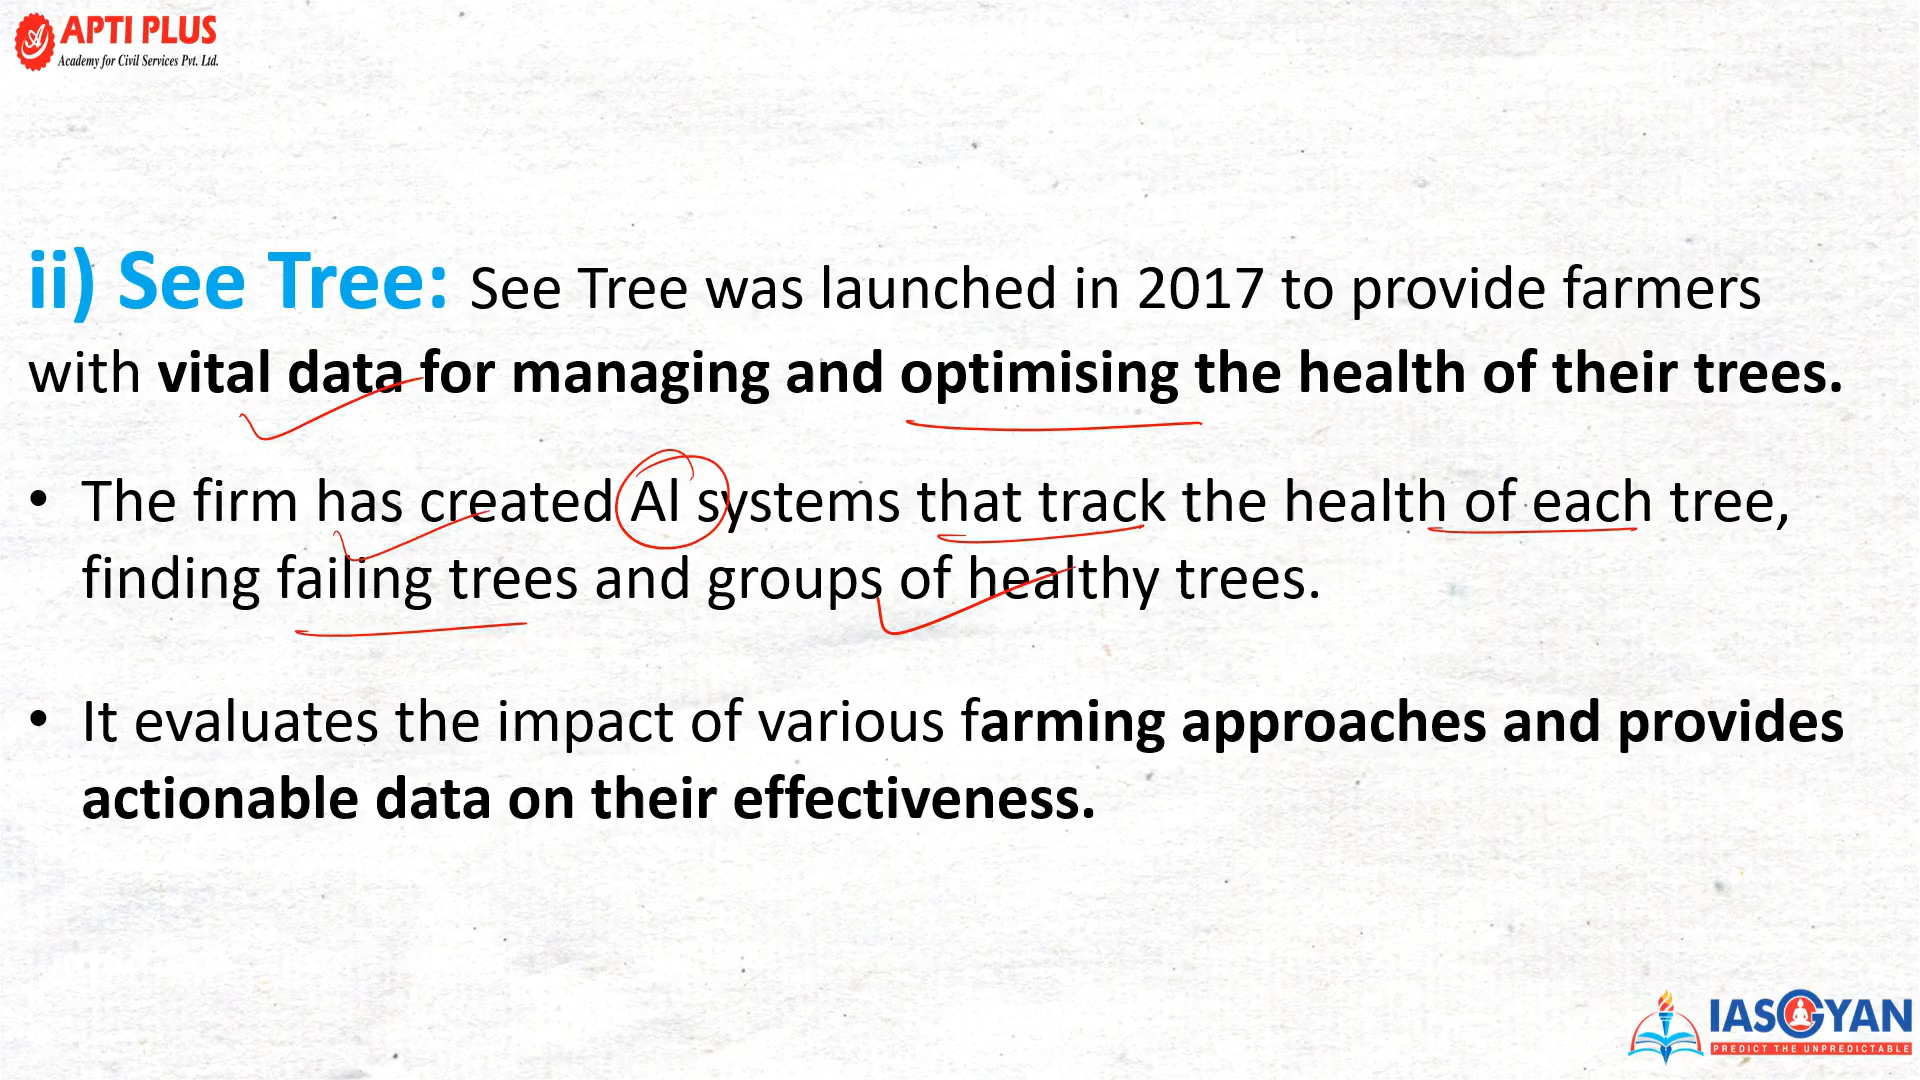 APTI PLUS
Academy for Civil Services Pvt. Ltd.
ii) See Tree: See Tree was launched in 2017 to provide farmers
with vital data for managing and optimising the health of their trees.
• The firm has created Al systems that track the health of each tree,
finding failing trees and groups of healthy trees.
• It evaluates the impact of various farming approaches and provides
actionable data on their effectiveness.
IASGYAN
PREDICT THE UNPREDICTABLE